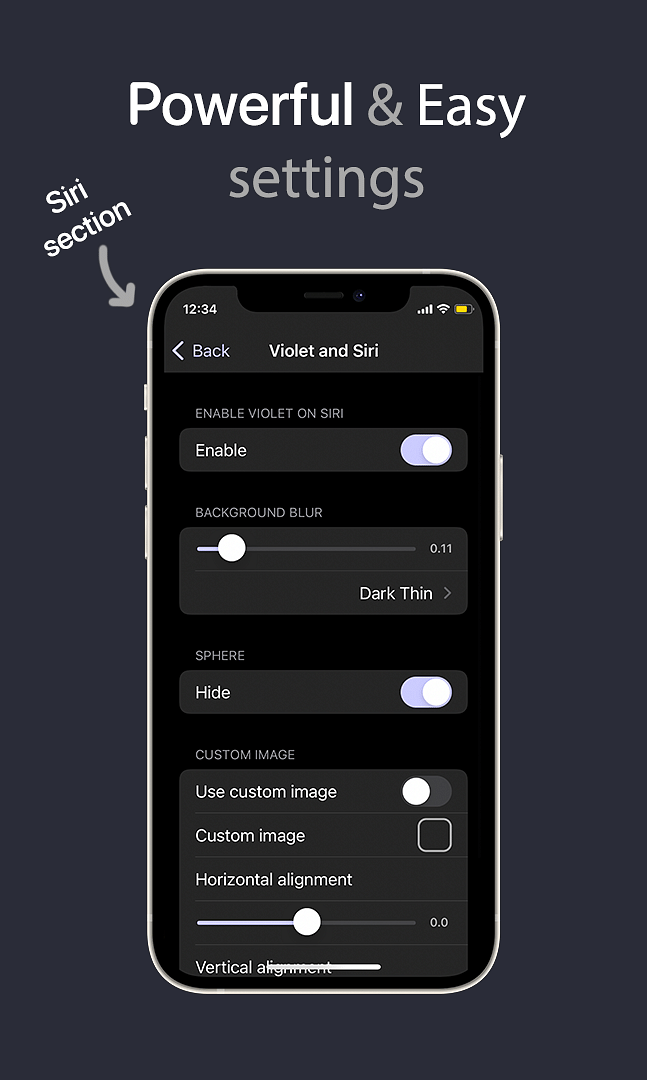 Powerful & Easy
settings
Siri
section
12:34
Back Violet and Siri
ENABLE VIOLET ON SIRI
Enable
BACKGROUND BLUR
0.11
Dark Thin
SPHERE
Hide
CUSTOM IMAGE
Use custom image
Custom image
Horizontal alignment
0.0
Vertical alignment